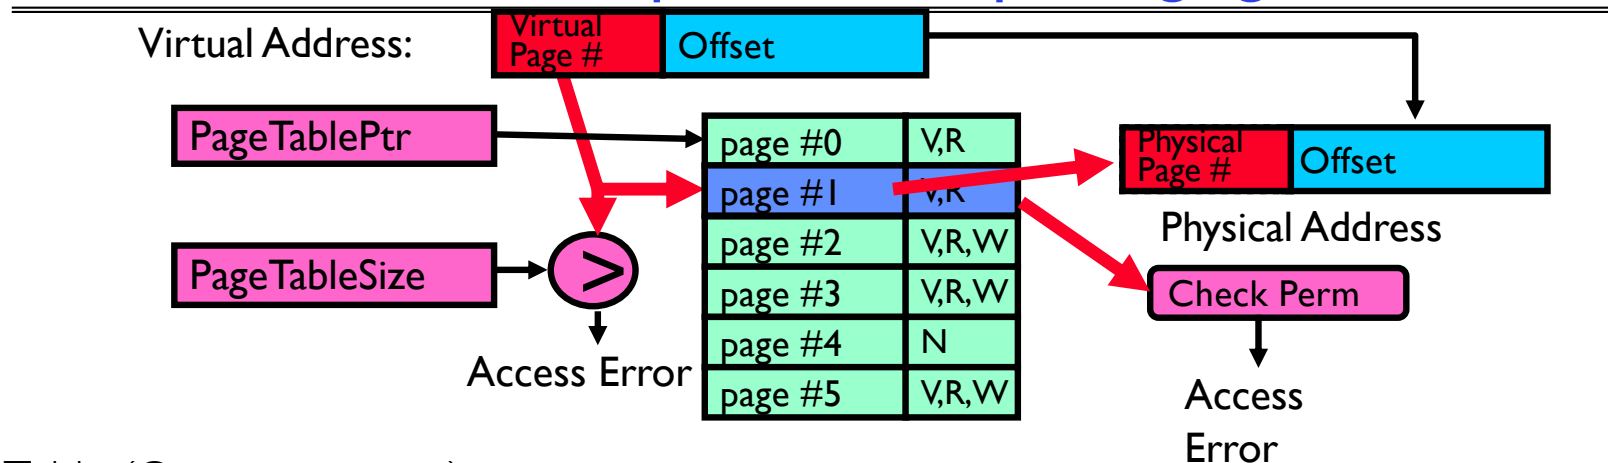 Virtual Address:
Virtual
Page #
Offset
PageTablePtr
PageTableSize
>
Access Error
page #0 V,R
page #1 V,R
page #2 V,R,W
page #3 V,R,W
page #4 N
page #5 V,R,W
Physical
Page #
Offset
Physical Address
Check Perm
Access
Error